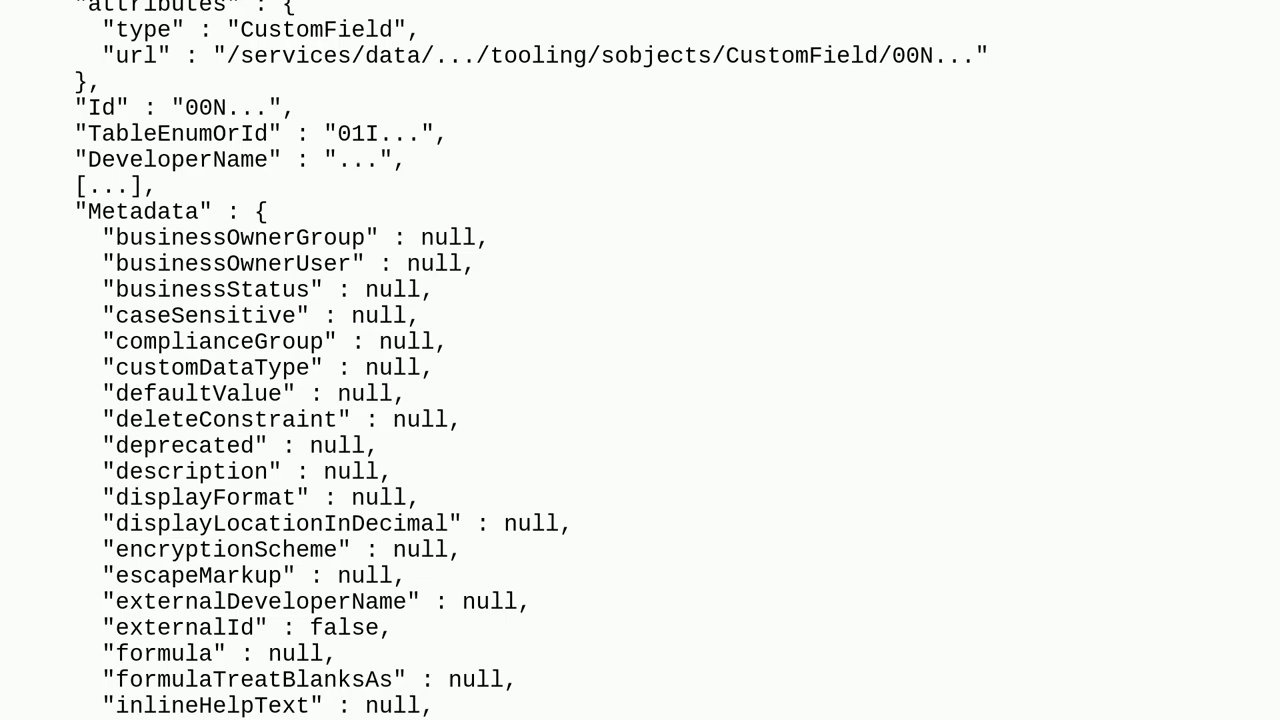 "attributes" : {
"type" : "CustomField",
"url" : "/services/data/.../tooling/sobjects/CustomField/00N..."
},
"Id" : "00N...",
"TableEnumOrId" : "01I...",
"DeveloperName" : "...",
[...],
"Metadata" : {
"businessOwnerGroup" : null,
"businessOwnerUser" : null,
"businessStatus" : null,
"caseSensitive" : null,
"complianceGroup" : null,
"customDataType" : null,
"defaultValue" : null,
"deleteConstraint" : null,
"deprecated" : null,
"description" : null,
"displayFormat" : null,
"displayLocationInDecimal" : null,
"encryptionScheme" : null,
"escapeMarkup" : null,
"externalDeveloperName" : null,
"externalId" : false,
"formula" : null,
"formulaTreatBlanksAs" : null,
"inlineHelpText" : null,